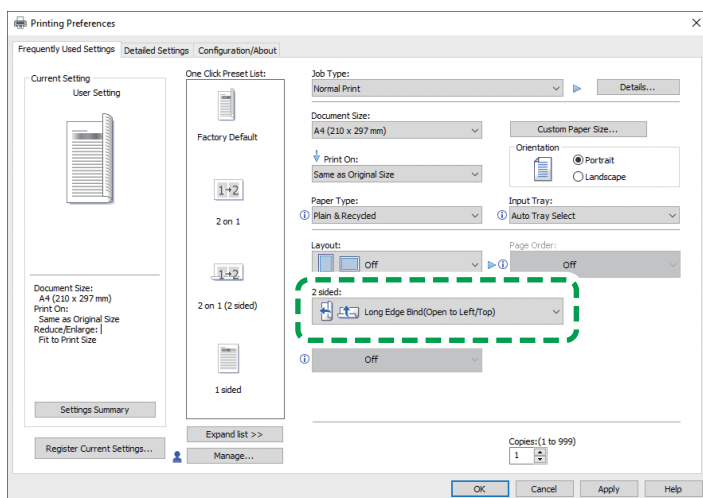 Printing Preferences
Frequently Used Settings
Detailed Settings
Configuration/About
Current Setting
User Setting
Document Size:
A4 (210 x 297 mm)
Print On:
Same as Original Size
Reduce/Enlarge:
Fit to Print Size
Settings Summary
Register Current Settings...
One Click Preset List:
Factory Default
1→2
2 on 1
1→2
2 on 1 (2 sided)
1 sided
Expand list >>
Manage...
Job Type:
Normal Print
Details...
Document Size:
A4 (210 x 297 mm)
Custom Paper Size...
Print On:
Same as Original Size
Orientation
Portrait
Landscape
Paper Type:
Plain & Recycled
Input Tray:
Auto Tray Select
Layout:
Off
Page Order:
Off
2 sided:
Long Edge Bind(Open to Left/Top)
Off
Copies:(1 to 999)
1
OK
Cancel
Apply
Help